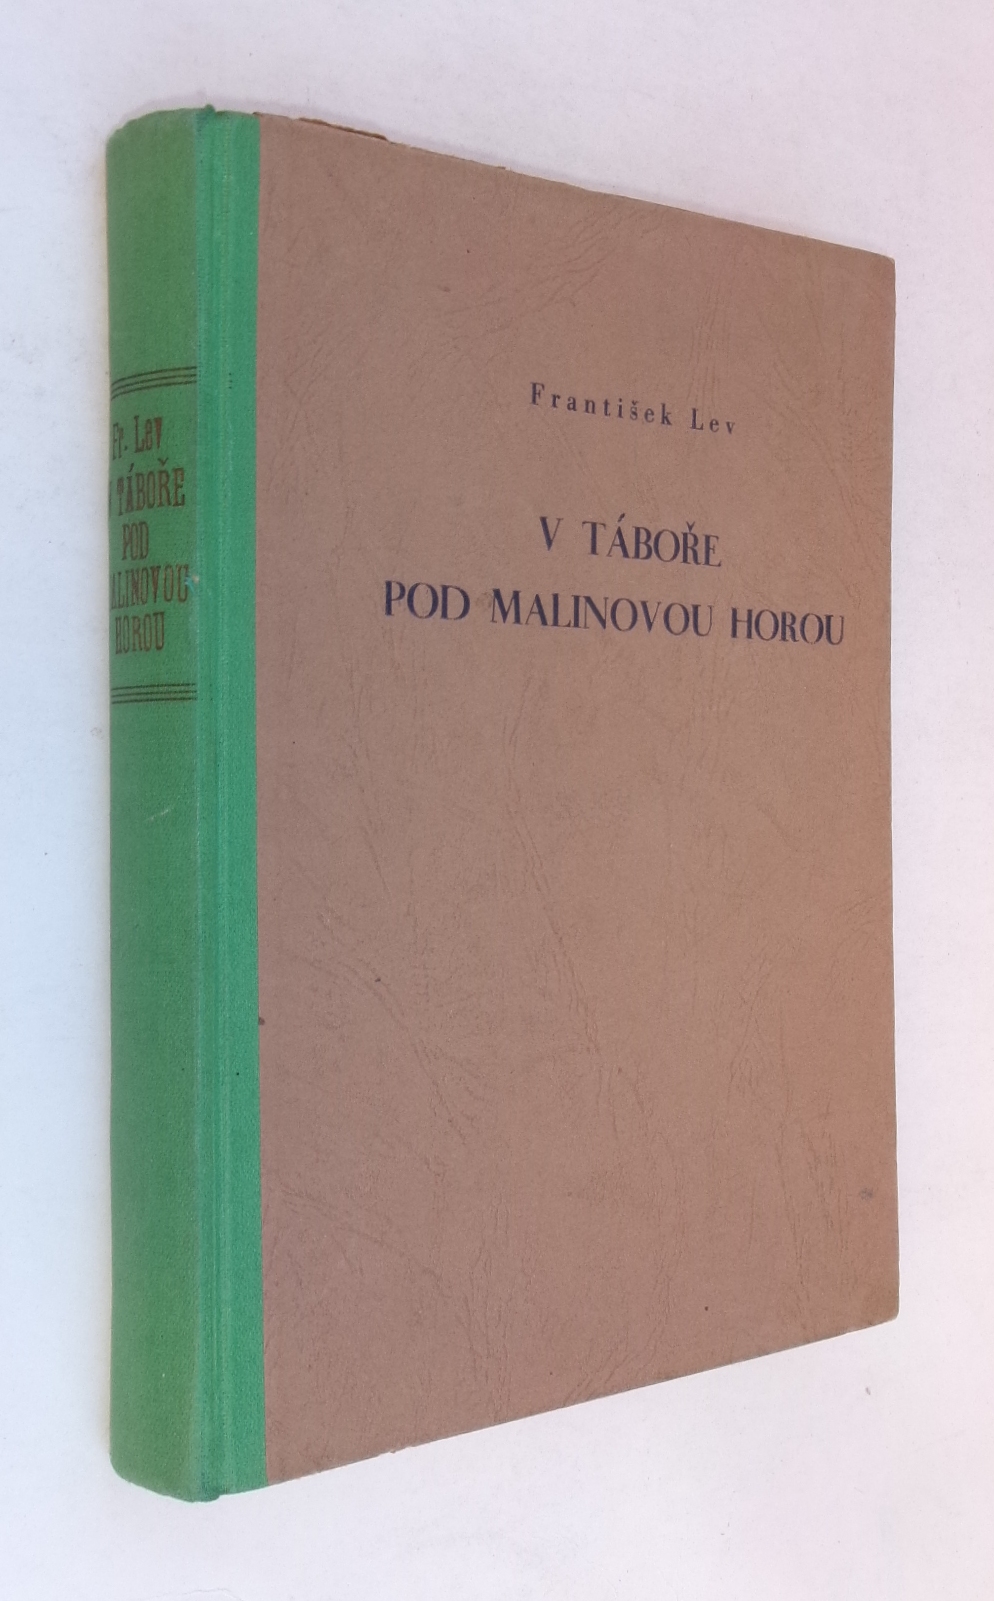 Fr. Lev
V TÁBOŘE
POD
MALINOVOU
HOROU
František Lev
V TÁBOŘE
POD MALINOVOU HOROU